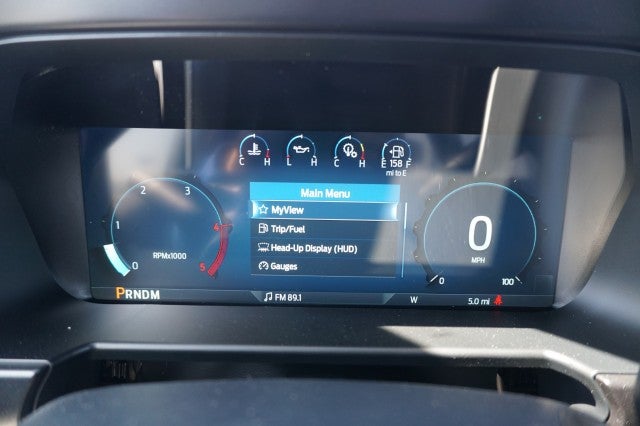 C H L H C H E 158 F
mi to E
Main Menu
MyView
Trip/Fuel
Head-Up Display (HUD)
Gauges
0 1 2 3 4 5
RPMx1000
0
MPH
0 100
PRNDM
FM 89.1
W
5.0 mi